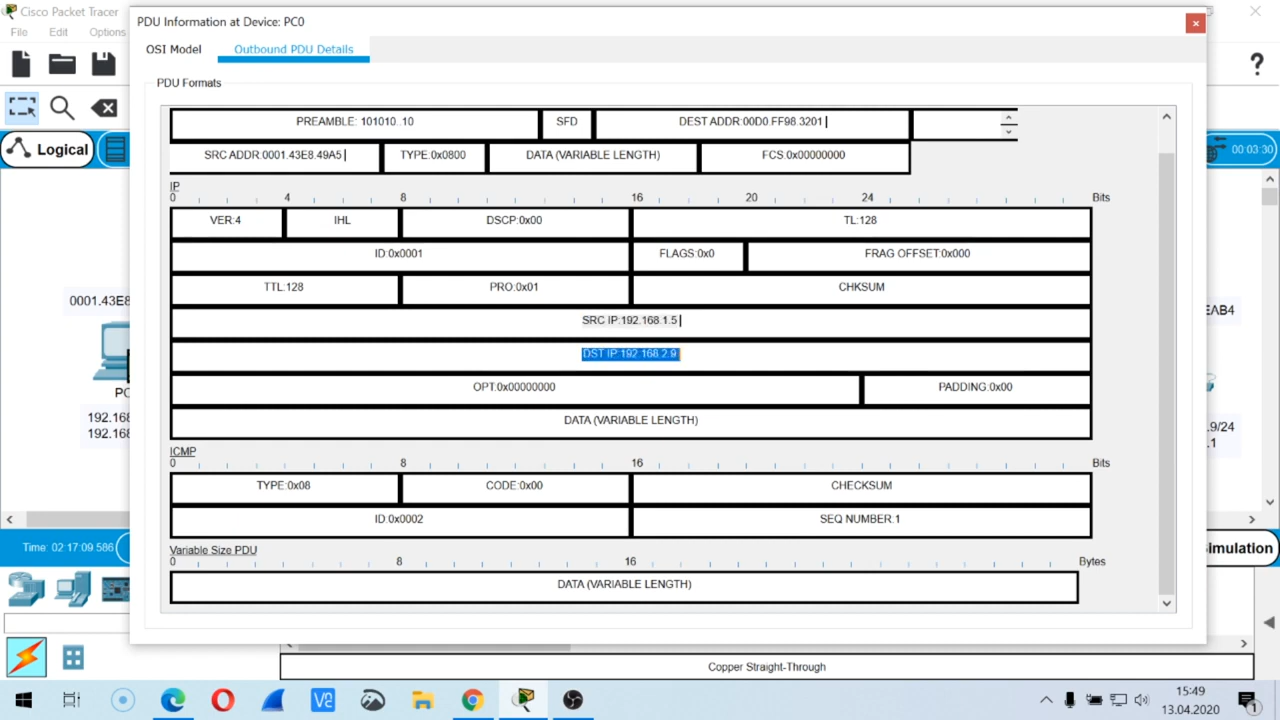 Cisco Packet Tracer
PDU Information at Device: PC0
File Edit Options
OSI Model Outbound PDU Details
PDU Formats
PREAMBLE: 101010..10 SFD DEST ADDR:00D0.FF98.3201
Logical
SRC ADDR:0001.43E8.49A5 TYPE:0x0800 DATA (VARIABLE LENGTH) FCS:0x00000000
00:03:30
IP
0 4 8 16 20 24 Bits
VER:4 IHL DSCP:0x00 TL:128
ID:0x0001 FLAGS:0x0 FRAG OFFSET:0x000
TTL:128 PRO:0x01 CHKSUM
0001.43E8
EAB4
SRC IP:192.168.1.5
DST IP:192.168.2.9
OPT:0x00000000 PADDING:0x00
PC
DATA (VARIABLE LENGTH)
192.168
.9/24
192.168
.1
ICMP
0 8 16 Bits
TYPE:0x08 CODE:0x00 CHECKSUM
ID:0x0002 SEQ NUMBER:1
Time: 02:17:09.586
Simulation
Variable Size PDU
0 8 16 Bytes
DATA (VARIABLE LENGTH)
Copper Straight-Through
15:49
13.04.2020
1